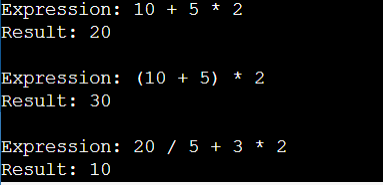 Expression: 10 + 5 * 2
Result: 20
Expression: (10 + 5) * 2
Result: 30
Expression: 20 / 5 + 3 * 2
Result: 10